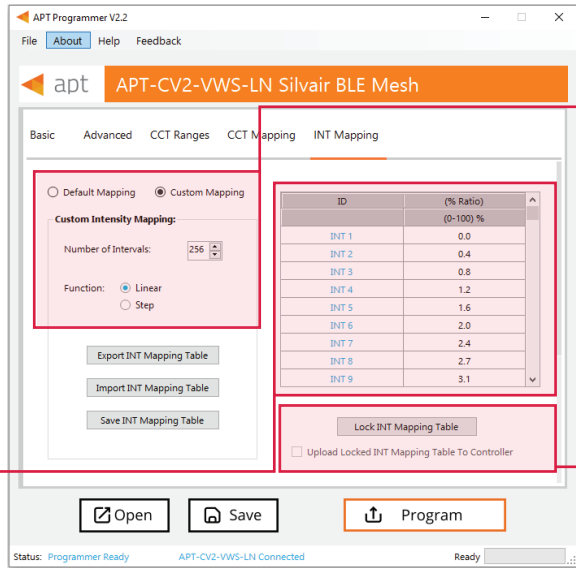 APT Programmer V2.2
File About Help Feedback
apt APT-CV2-VWS-LN Silvair BLE Mesh
Basic Advanced CCT Ranges CCT Mapping INT Mapping
Default Mapping Custom Mapping
Custom Intensity Mapping:
Number of Intervals: 256
Function: Linear
Step
Export INT Mapping Table
Import INT Mapping Table
Save INT Mapping Table
ID (% Ratio)
(0-100) %
INT 1 0.0
INT 2 0.4
INT 3 0.8
INT 4 1.2
INT 5 1.6
INT 6 2.0
INT 7 2.4
INT 8 2.7
INT 9 3.1
Lock INT Mapping Table
Upload Locked INT Mapping Table To Controller
Open Save Program
Status: Programmer Ready APT-CV2-VWS-LN Connected Ready